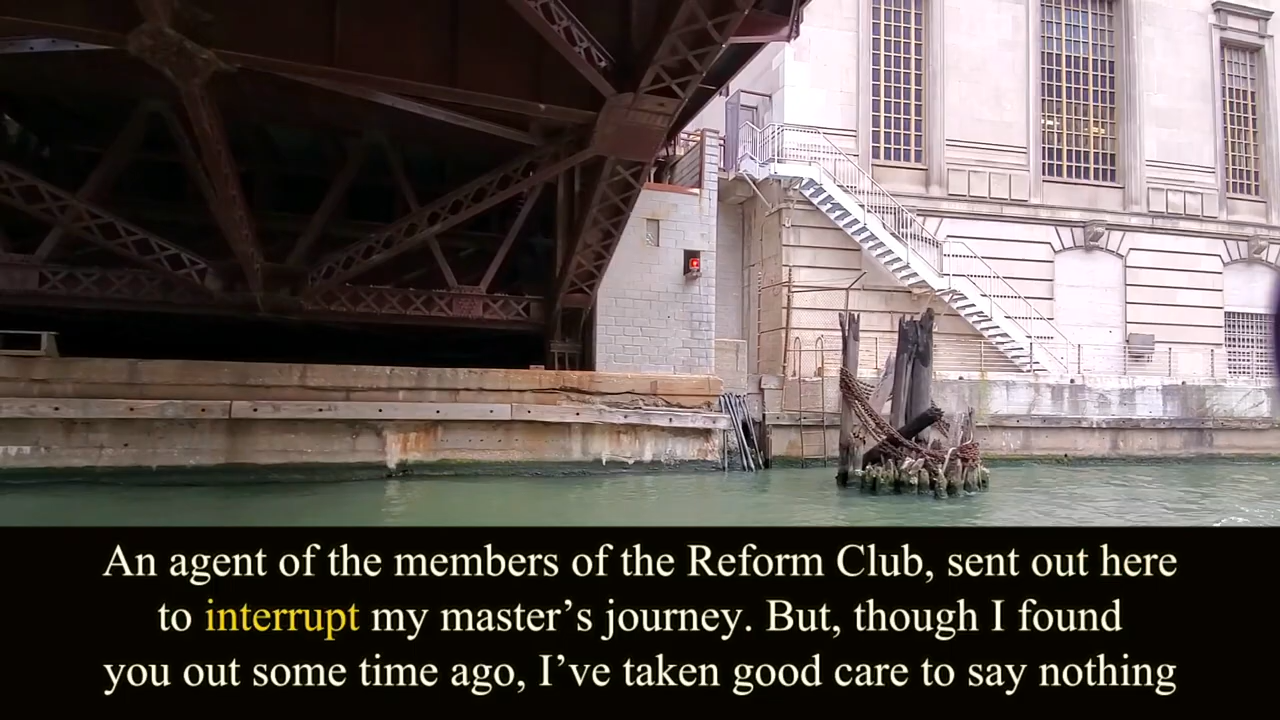 An agent of the members of the Reform Club, sent out here
to interrupt my master’s journey. But, though I found
you out some time ago, I’ve taken good care to say nothing